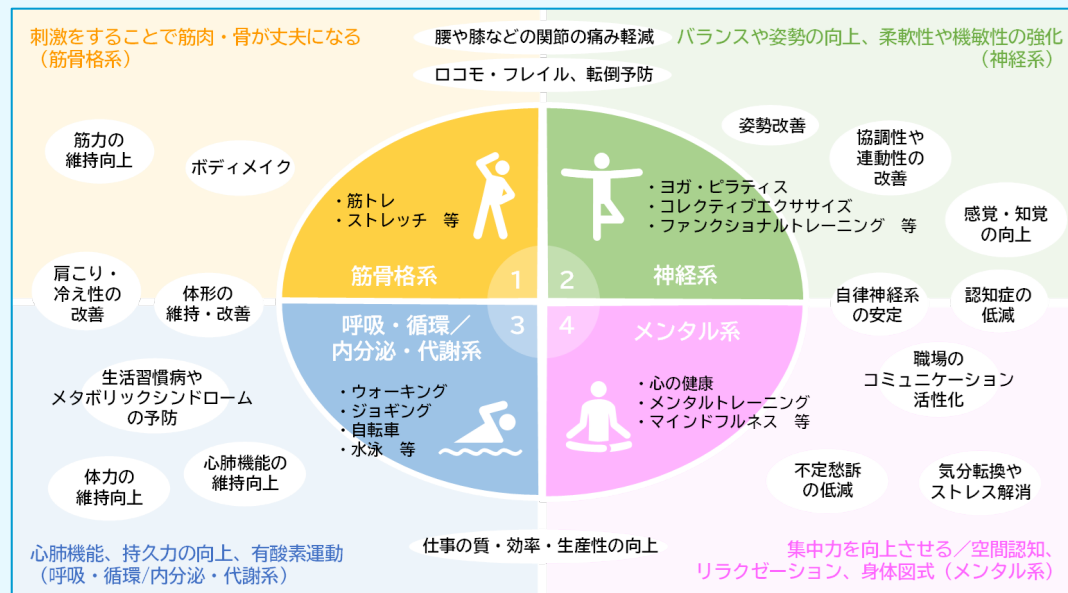 刺激をすることで筋肉・骨が丈夫になる
（筋骨格系）
腰や膝などの関節の痛み軽減
ロコモ・フレイル、転倒予防
バランスや姿勢の向上、柔軟性や機敏性の強化
（神経系）
筋力の
維持向上
ボディメイク
肩こり・
冷え性の
改善
体形の
維持・改善
・筋トレ
・ストレッチ　等
筋骨格系
1
姿勢改善
協調性や
連動性の
改善
感覚・知覚
の向上
自律神経系
の安定
認知症の
低減
・ヨガ・ピラティス
・コレクティブエクササイズ
・ファンクショナルトレーニング　等
2
神経系
呼吸・循環／
内分泌・代謝系
3
・ウォーキング
・ジョギング
・自転車
・水泳　等
生活習慣病や
メタボリックシンドローム
の予防
体力の
維持向上
心肺機能の
維持向上
4
メンタル系
・心の健康
・メンタルトレーニング
・マインドフルネス　等
職場の
コミュニケーション
活性化
不定愁訴
の低減
気分転換や
ストレス解消
仕事の質・効率・生産性の向上
心肺機能、持久力の向上、有酸素運動
（呼吸・循環/内分泌・代謝系）
集中力を向上させる／空間認知、
リラクゼーション、身体図式（メンタル系）